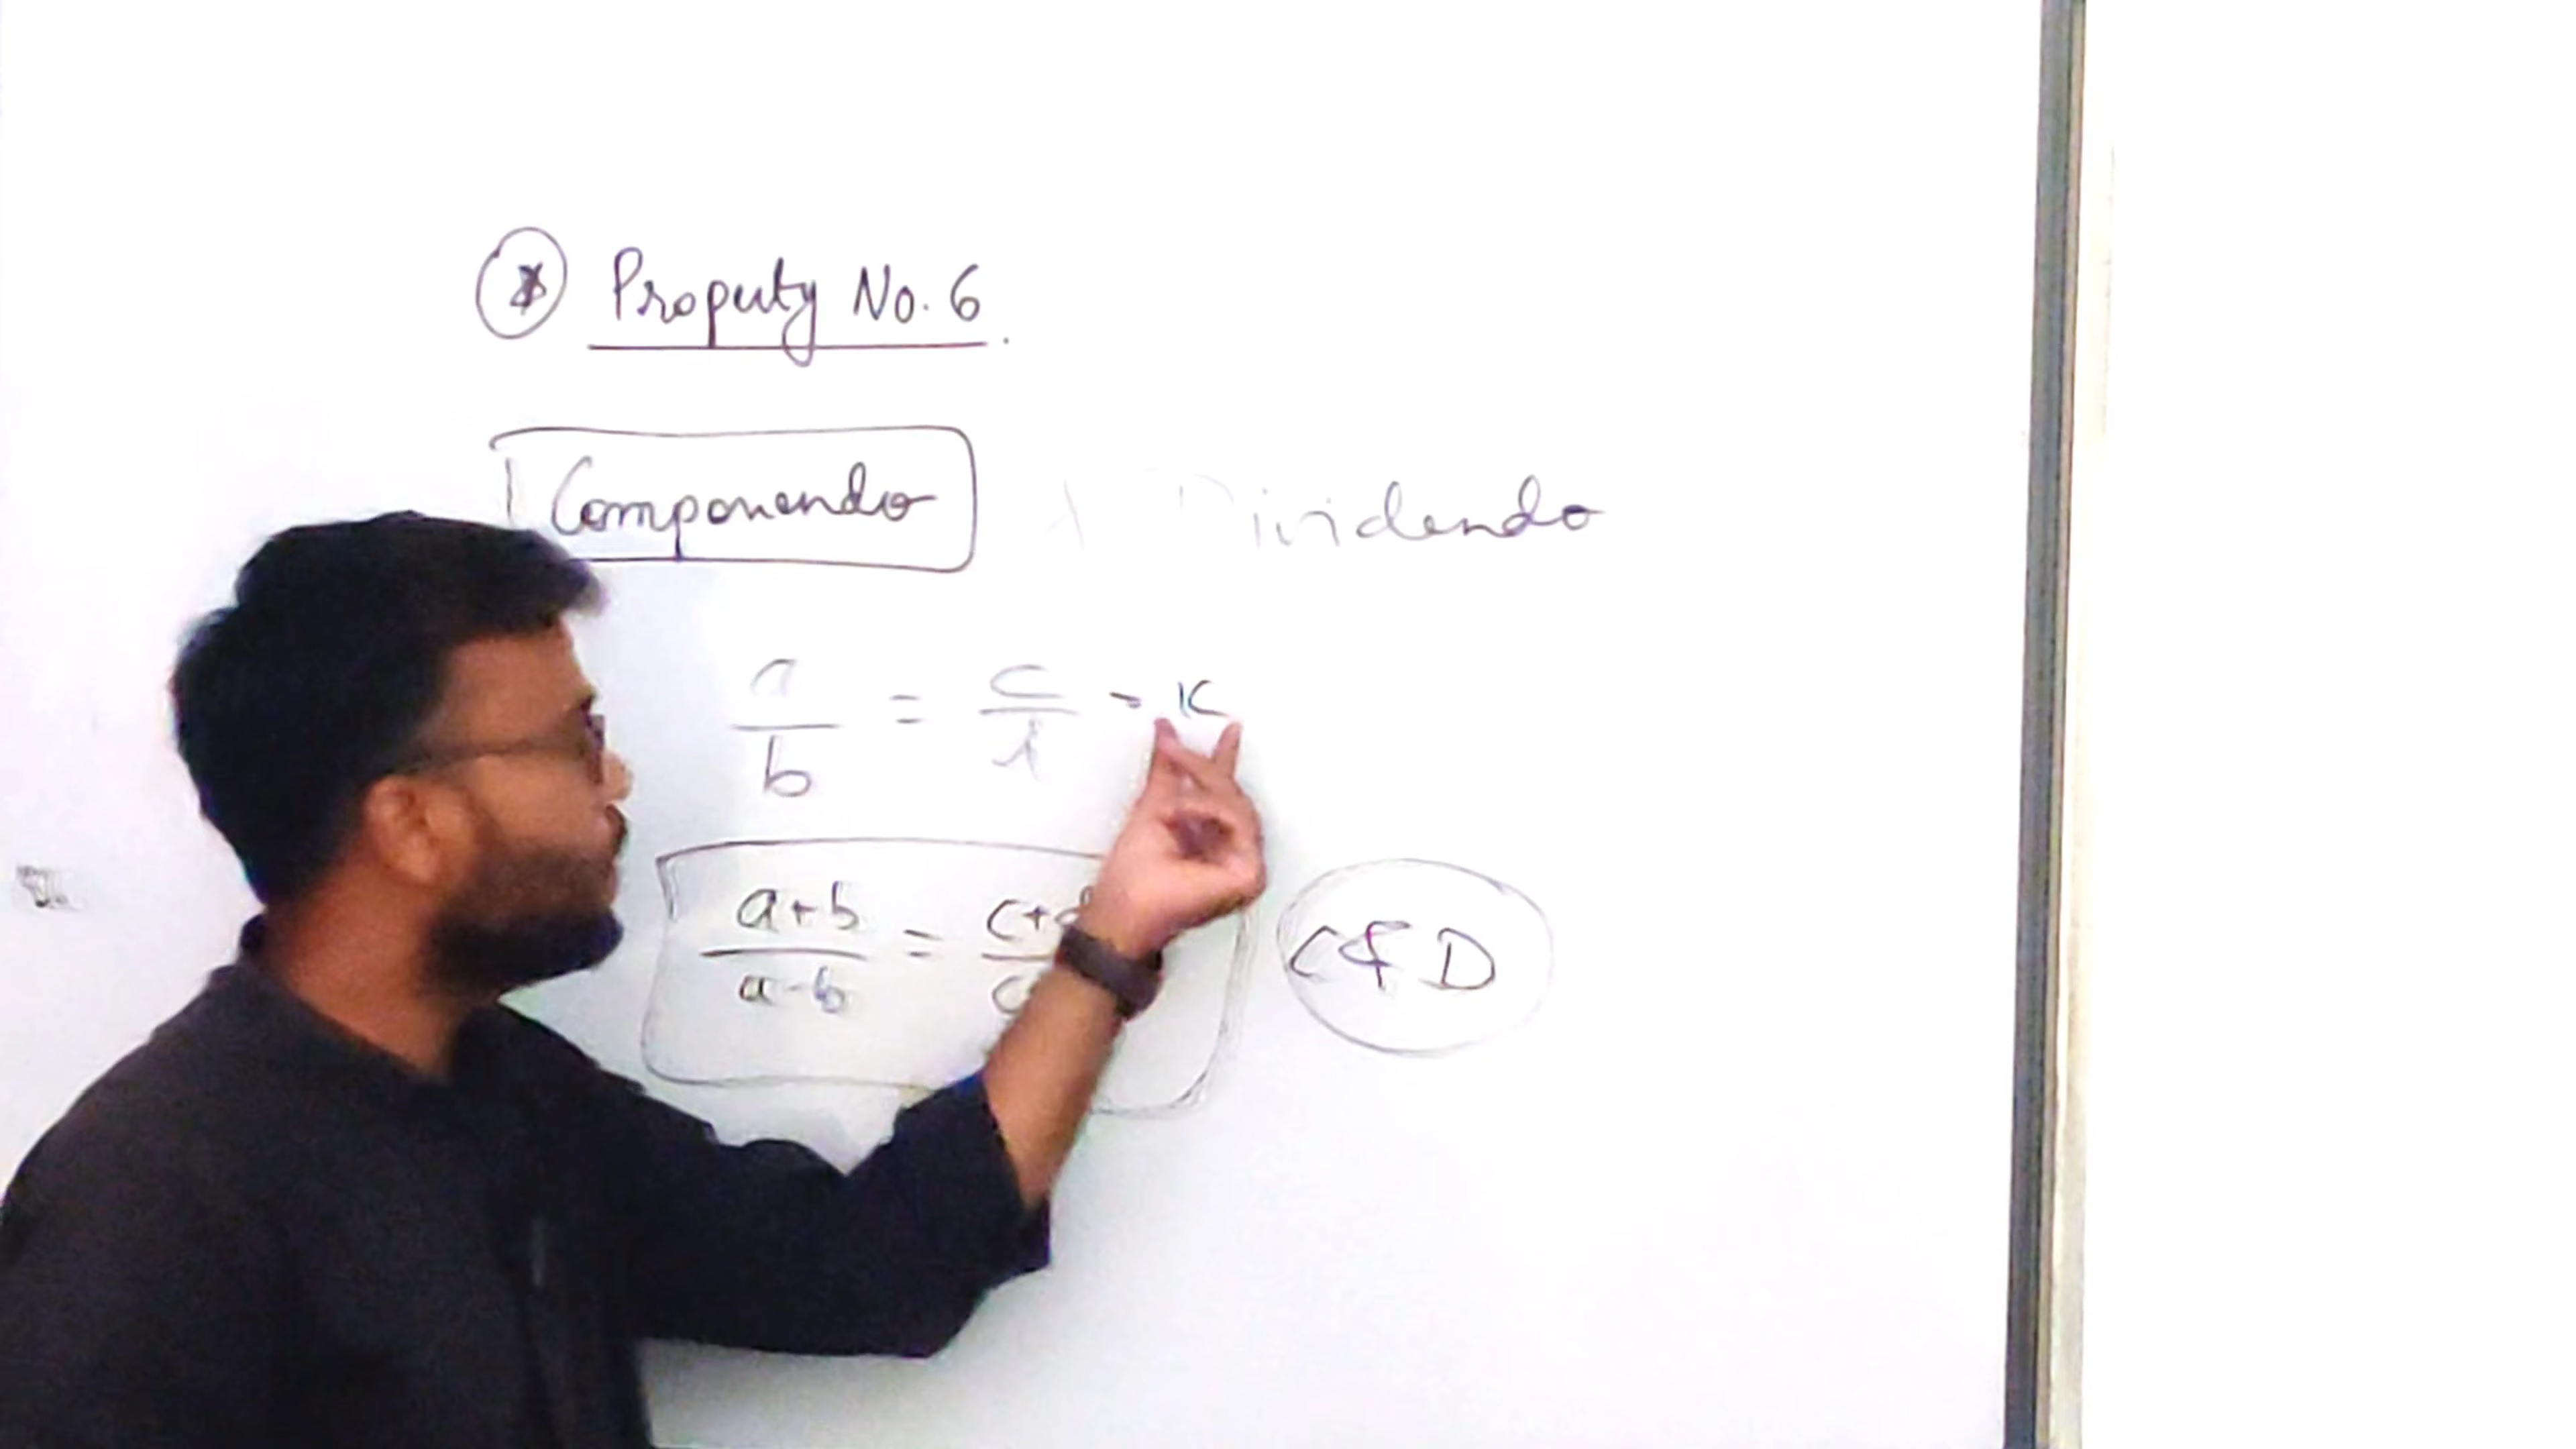 * Property No. 6.
Componendo & Dividendo
a/b = c/d = K
a+b/a-b = c+d/c
C & D